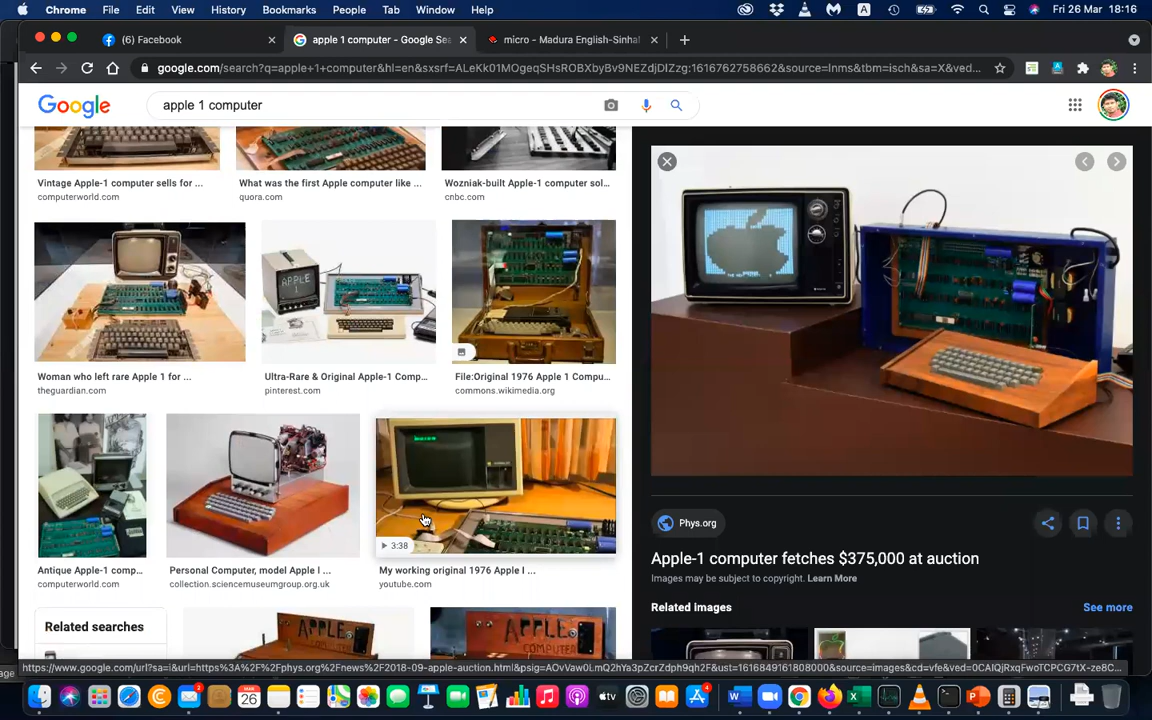 Chrome File Edit View History Bookmarks People Tab Window Help Fri 26 Mar 18:16
(6) Facebook
apple 1 computer - Google Sea
micro – Madura English-Sinhal
google.com/search?q=apple+1+computer&hl=en&sxsrf=ALeKk01MOgeqSHsROBXbyBv9NEZdjDIZzg:1616762758662&source=lnms&tbm=isch&sa=X&ved...
Google
apple 1 computer
Vintage Apple-1 computer sells for ...
computerworld.com
What was the first Apple computer like ...
quora.com
Wozniak-built Apple-1 computer sol...
cnbc.com
APPLE
1
Woman who left rare Apple 1 for ...
theguardian.com
Ultra-Rare & Original Apple-1 Comp...
pinterest.com
File:Original 1976 Apple 1 Compu...
commons.wikimedia.org
3:38
Antique Apple-1 comp...
computerworld.com
Personal Computer, model Apple I ...
collection.sciencemuseumgroup.org.uk
My working original 1976 Apple I ...
youtube.com
Related searches
APPLE
COMPUTER
APPLE
COMPUTER
Phys.org
Apple-1 computer fetches $375,000 at auction
Images may be subject to copyright. Learn More
Related images
See more